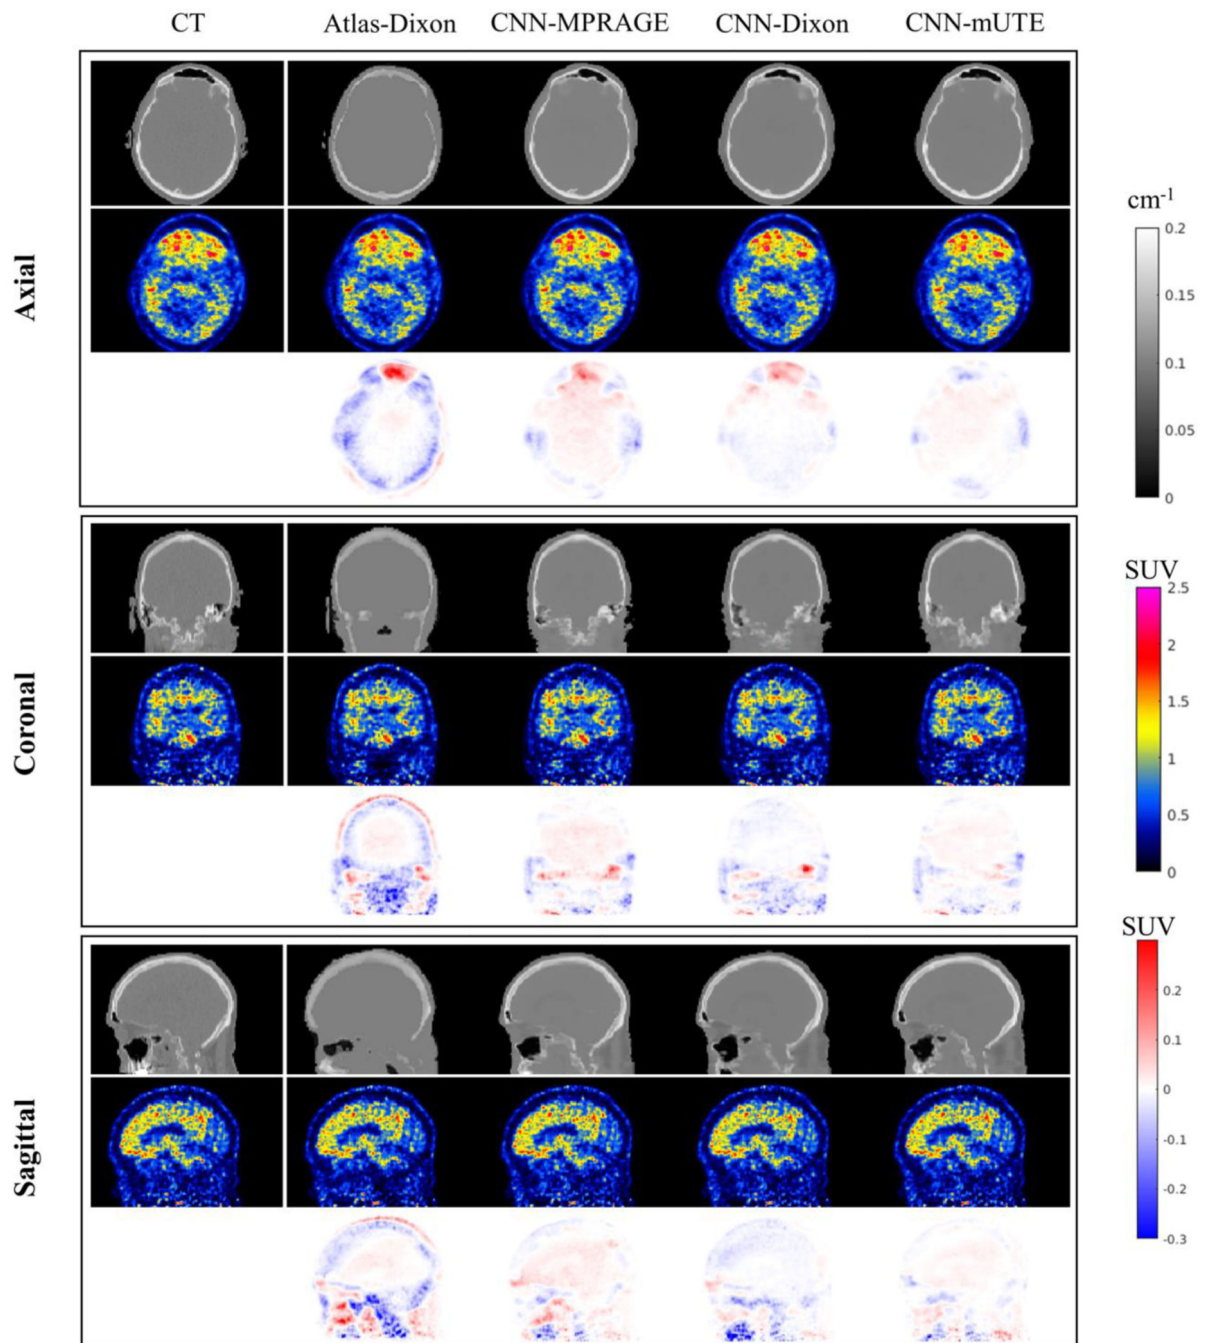 CT Atlas-Dixon CNN-MPRAGE CNN-Dixon CNN-mUTE
Axial
cm-1
0.2
0.15
0.1
0.05
0
Coronal
SUV
2.5
2
1.5
1
0.5
0
Sagittal
SUV
0.2
0.1
0
-0.1
-0.2
-0.3